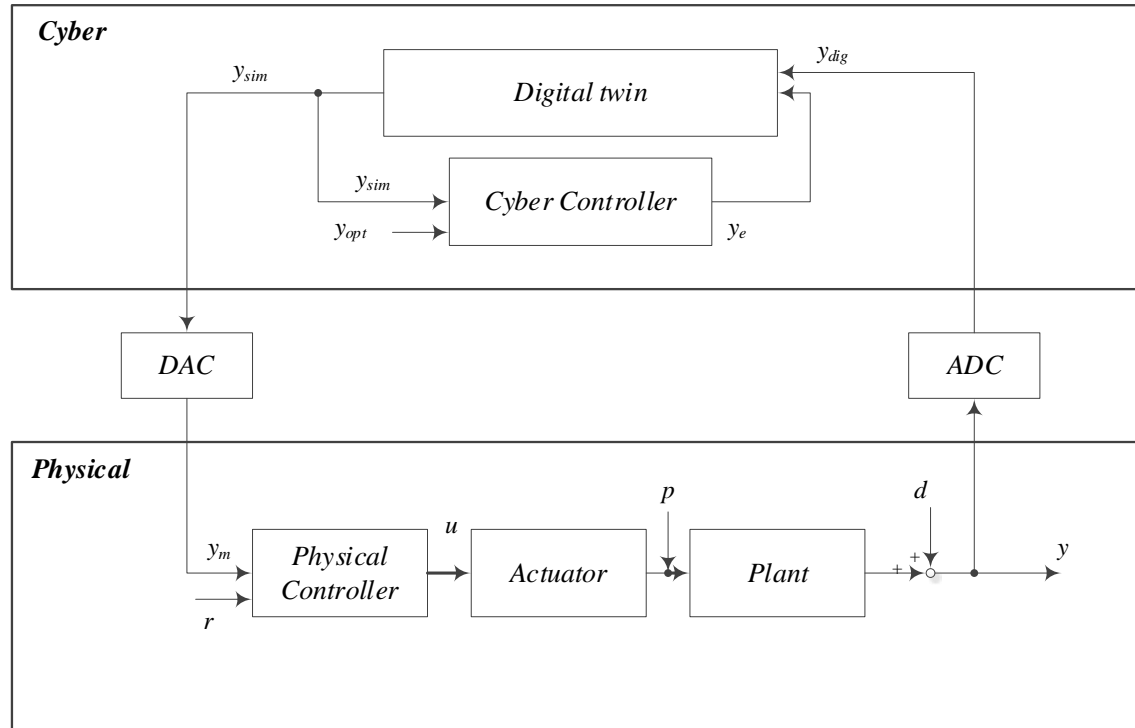 Cyber
y_sim
y_dig
Digital twin
y_sim
Cyber Controller
y_opt
y_e
DAC
ADC
Physical
p
d
u
y
y_m
Physical
Controller
Actuator
Plant
+
+
r